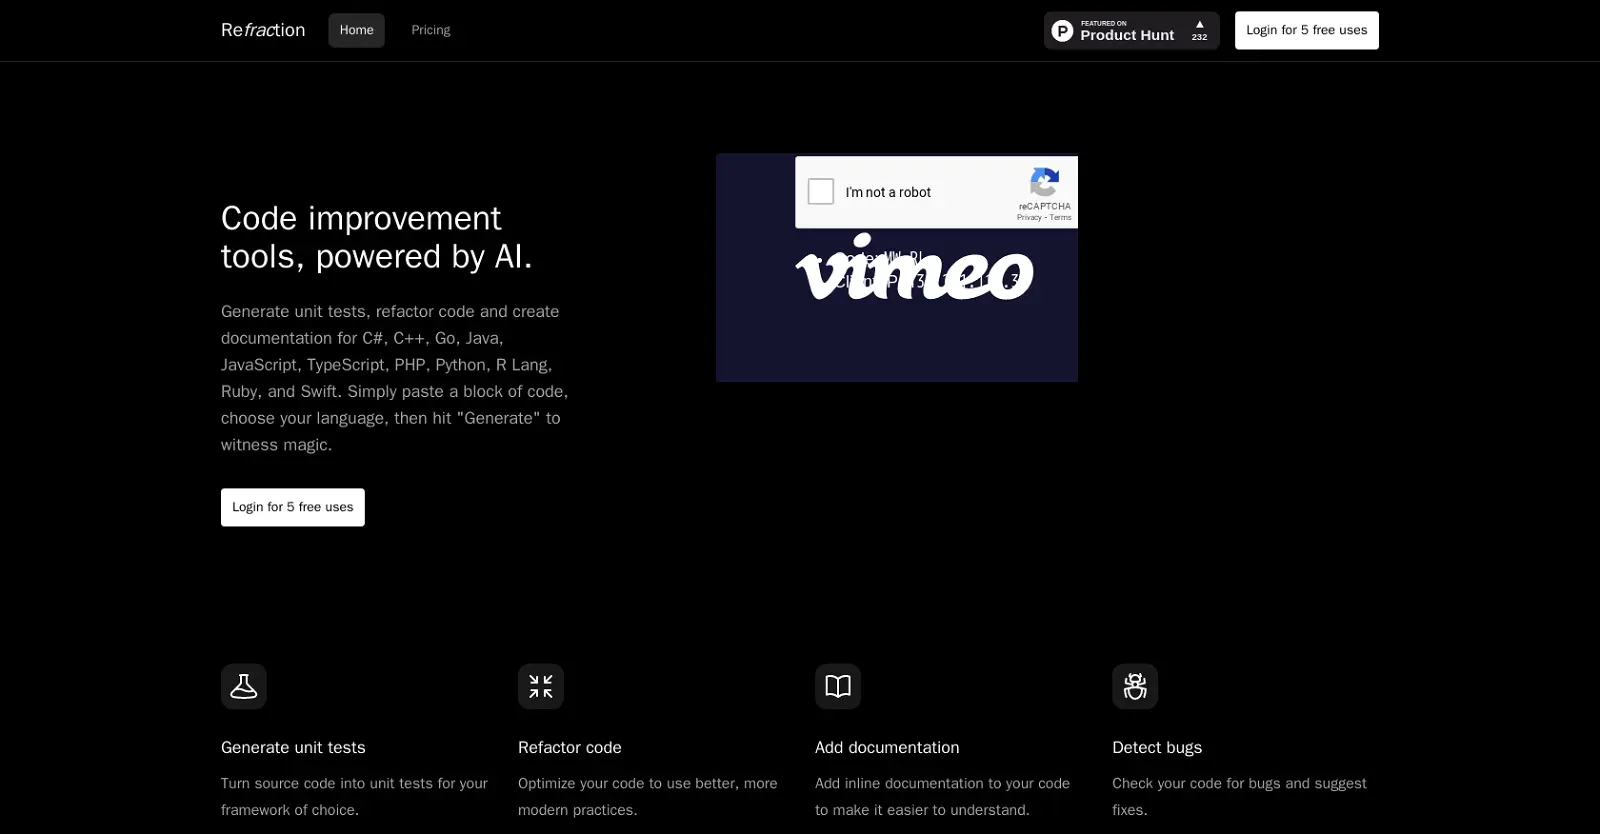 Refraction
Home
Pricing
FEATURED ON
Product Hunt
232
Login for 5 free uses
Code improvement
tools, powered by AI.
Generate unit tests, refactor code and create
documentation for C#, C++, Go, Java,
JavaScript, TypeScript, PHP, Python, R Lang,
Ruby, and Swift. Simply paste a block of code,
choose your language, then hit "Generate" to
witness magic.
Login for 5 free uses
I'm not a robot
reCAPTCHA
Privacy - Terms
vimeo
Generate unit tests
Turn source code into unit tests for your
framework of choice.
Refactor code
Optimize your code to use better, more
modern practices.
Add documentation
Add inline documentation to your code
to make it easier to understand.
Detect bugs
Check your code for bugs and suggest
fixes.